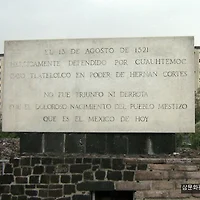 EL 13 DE AGOSTO DE 1521
HEROICAMENTE DEFENDIDO POR CUAUHTEMOC
CAYO TLATELOLCO EN PODER DE HERNAN CORTES
NO FUE TRIUNFO NI DERROTA
FUE EL DOLOROSO NACIMIENTO DEL PUEBLO MESTIZO
QUE ES EL MEXICO DE HOY